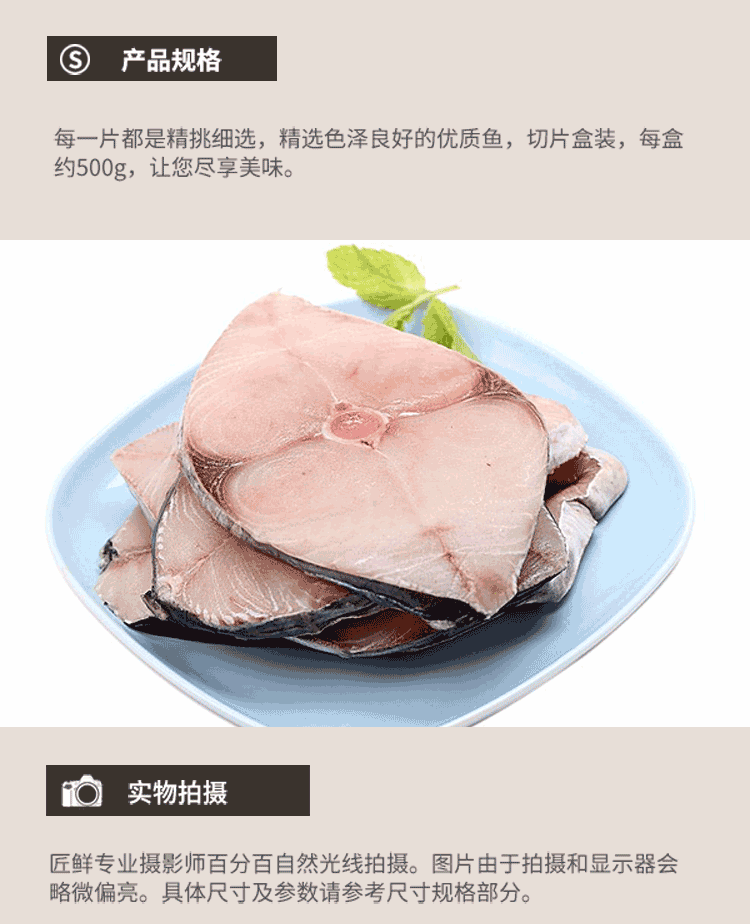 Ⓢ 产品规格
每一片都是精挑细选，精选色泽良好的优质鱼，切片盒装，每盒
约500g，让您尽享美味。
实物拍摄
匠鲜专业摄影师百分百自然光线拍摄。图片由于拍摄和显示器会
略微偏亮。具体尺寸及参数请参考尺寸规格部分。